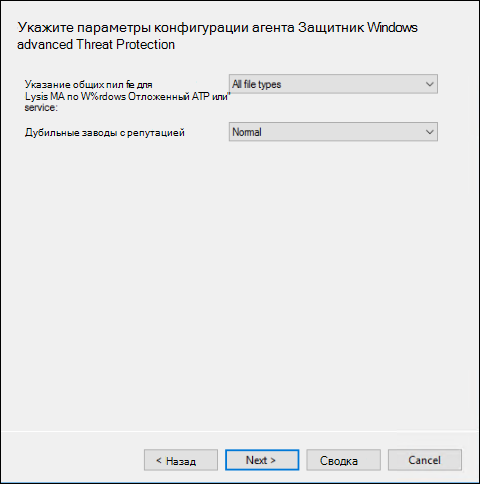 Укажите параметры конфигурации агента Защитник Windows
advanced Threat Protection
Указание общих пил fie для
Lysis MA по W%rdows Отложенный ATP или"
service:
All file types
Дубильные заводы с репутацией
Normal
< Назад
Next >
Сводка
Cancel